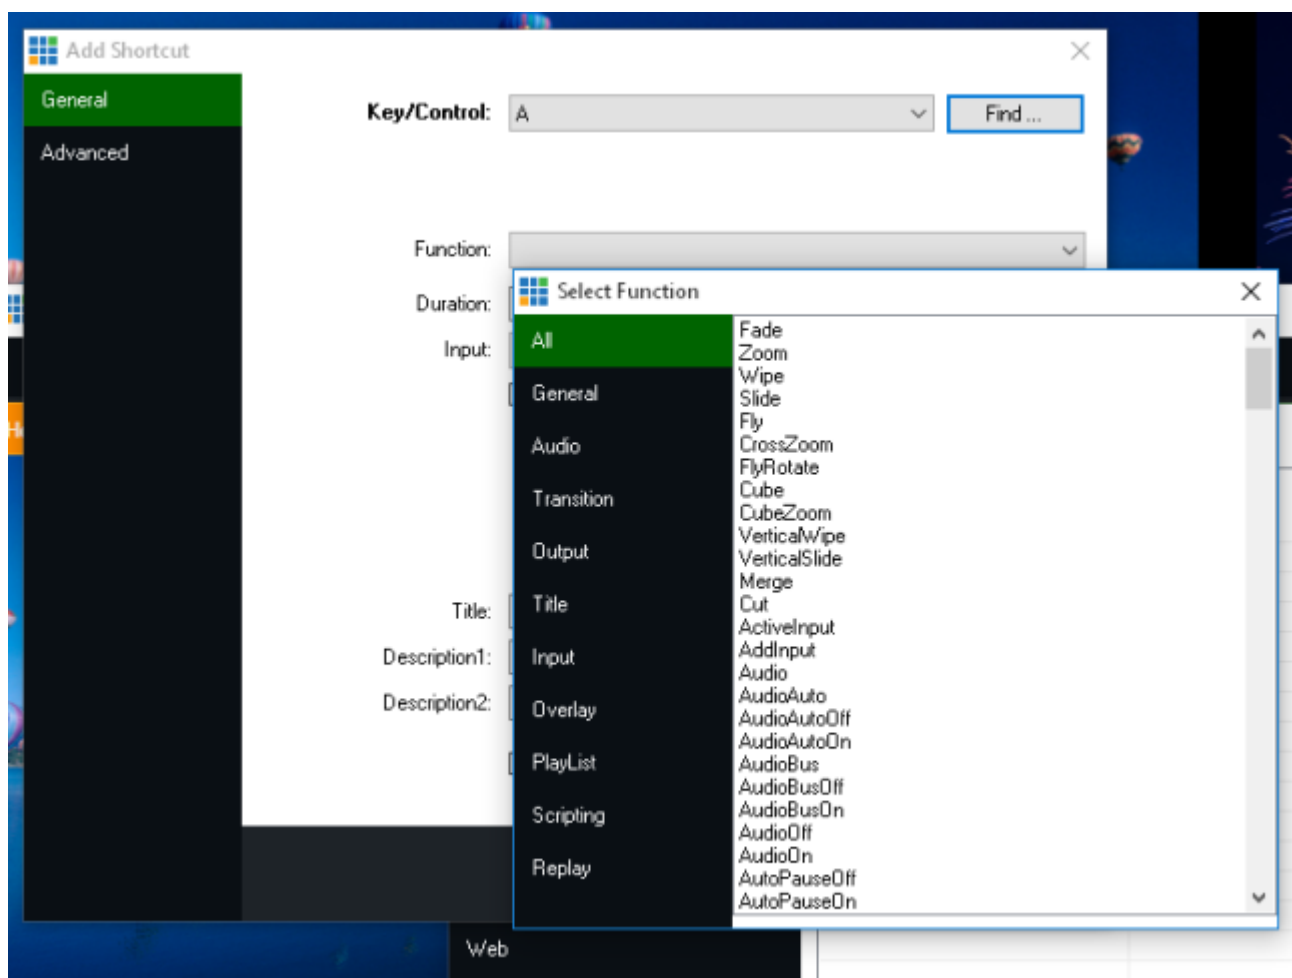 Add Shortcut
General
Advanced
Key/Control: A Find ...
Function:
Duration:
Input:
Title:
Description1:
Description2:
Select Function
All
General
Audio
Transition
Output
Title
Input
Overlay
PlayList
Scripting
Replay
Fade
Zoom
Wipe
Slide
Fly
CrossZoom
FlyRotate
Cube
CubeZoom
VerticalWipe
VerticalSlide
Merge
Cut
ActiveInput
AddInput
Audio
AudioAuto
AudioAutoOff
AudioAutoOn
AudioBus
AudioBusOff
AudioBusOn
AudioOff
AudioOn
AutoPauseOff
AutoPauseOn
Web